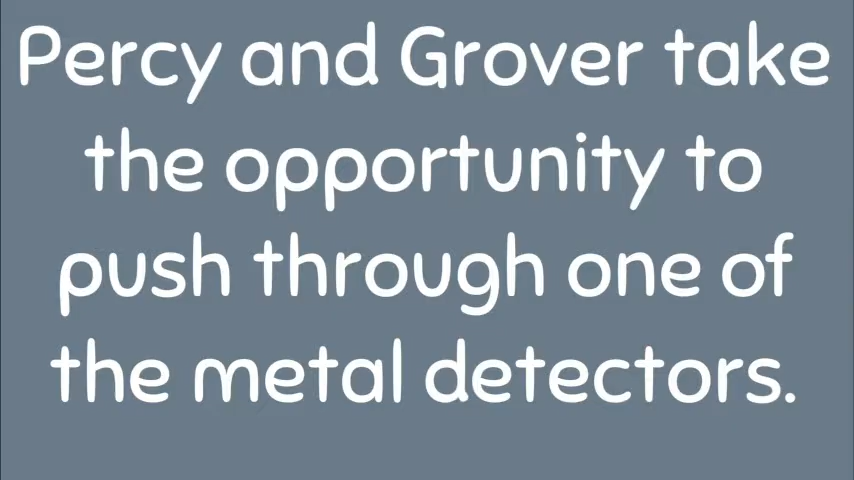 Percy and Grover take
the opportunity to
push through one of
the metal detectors.